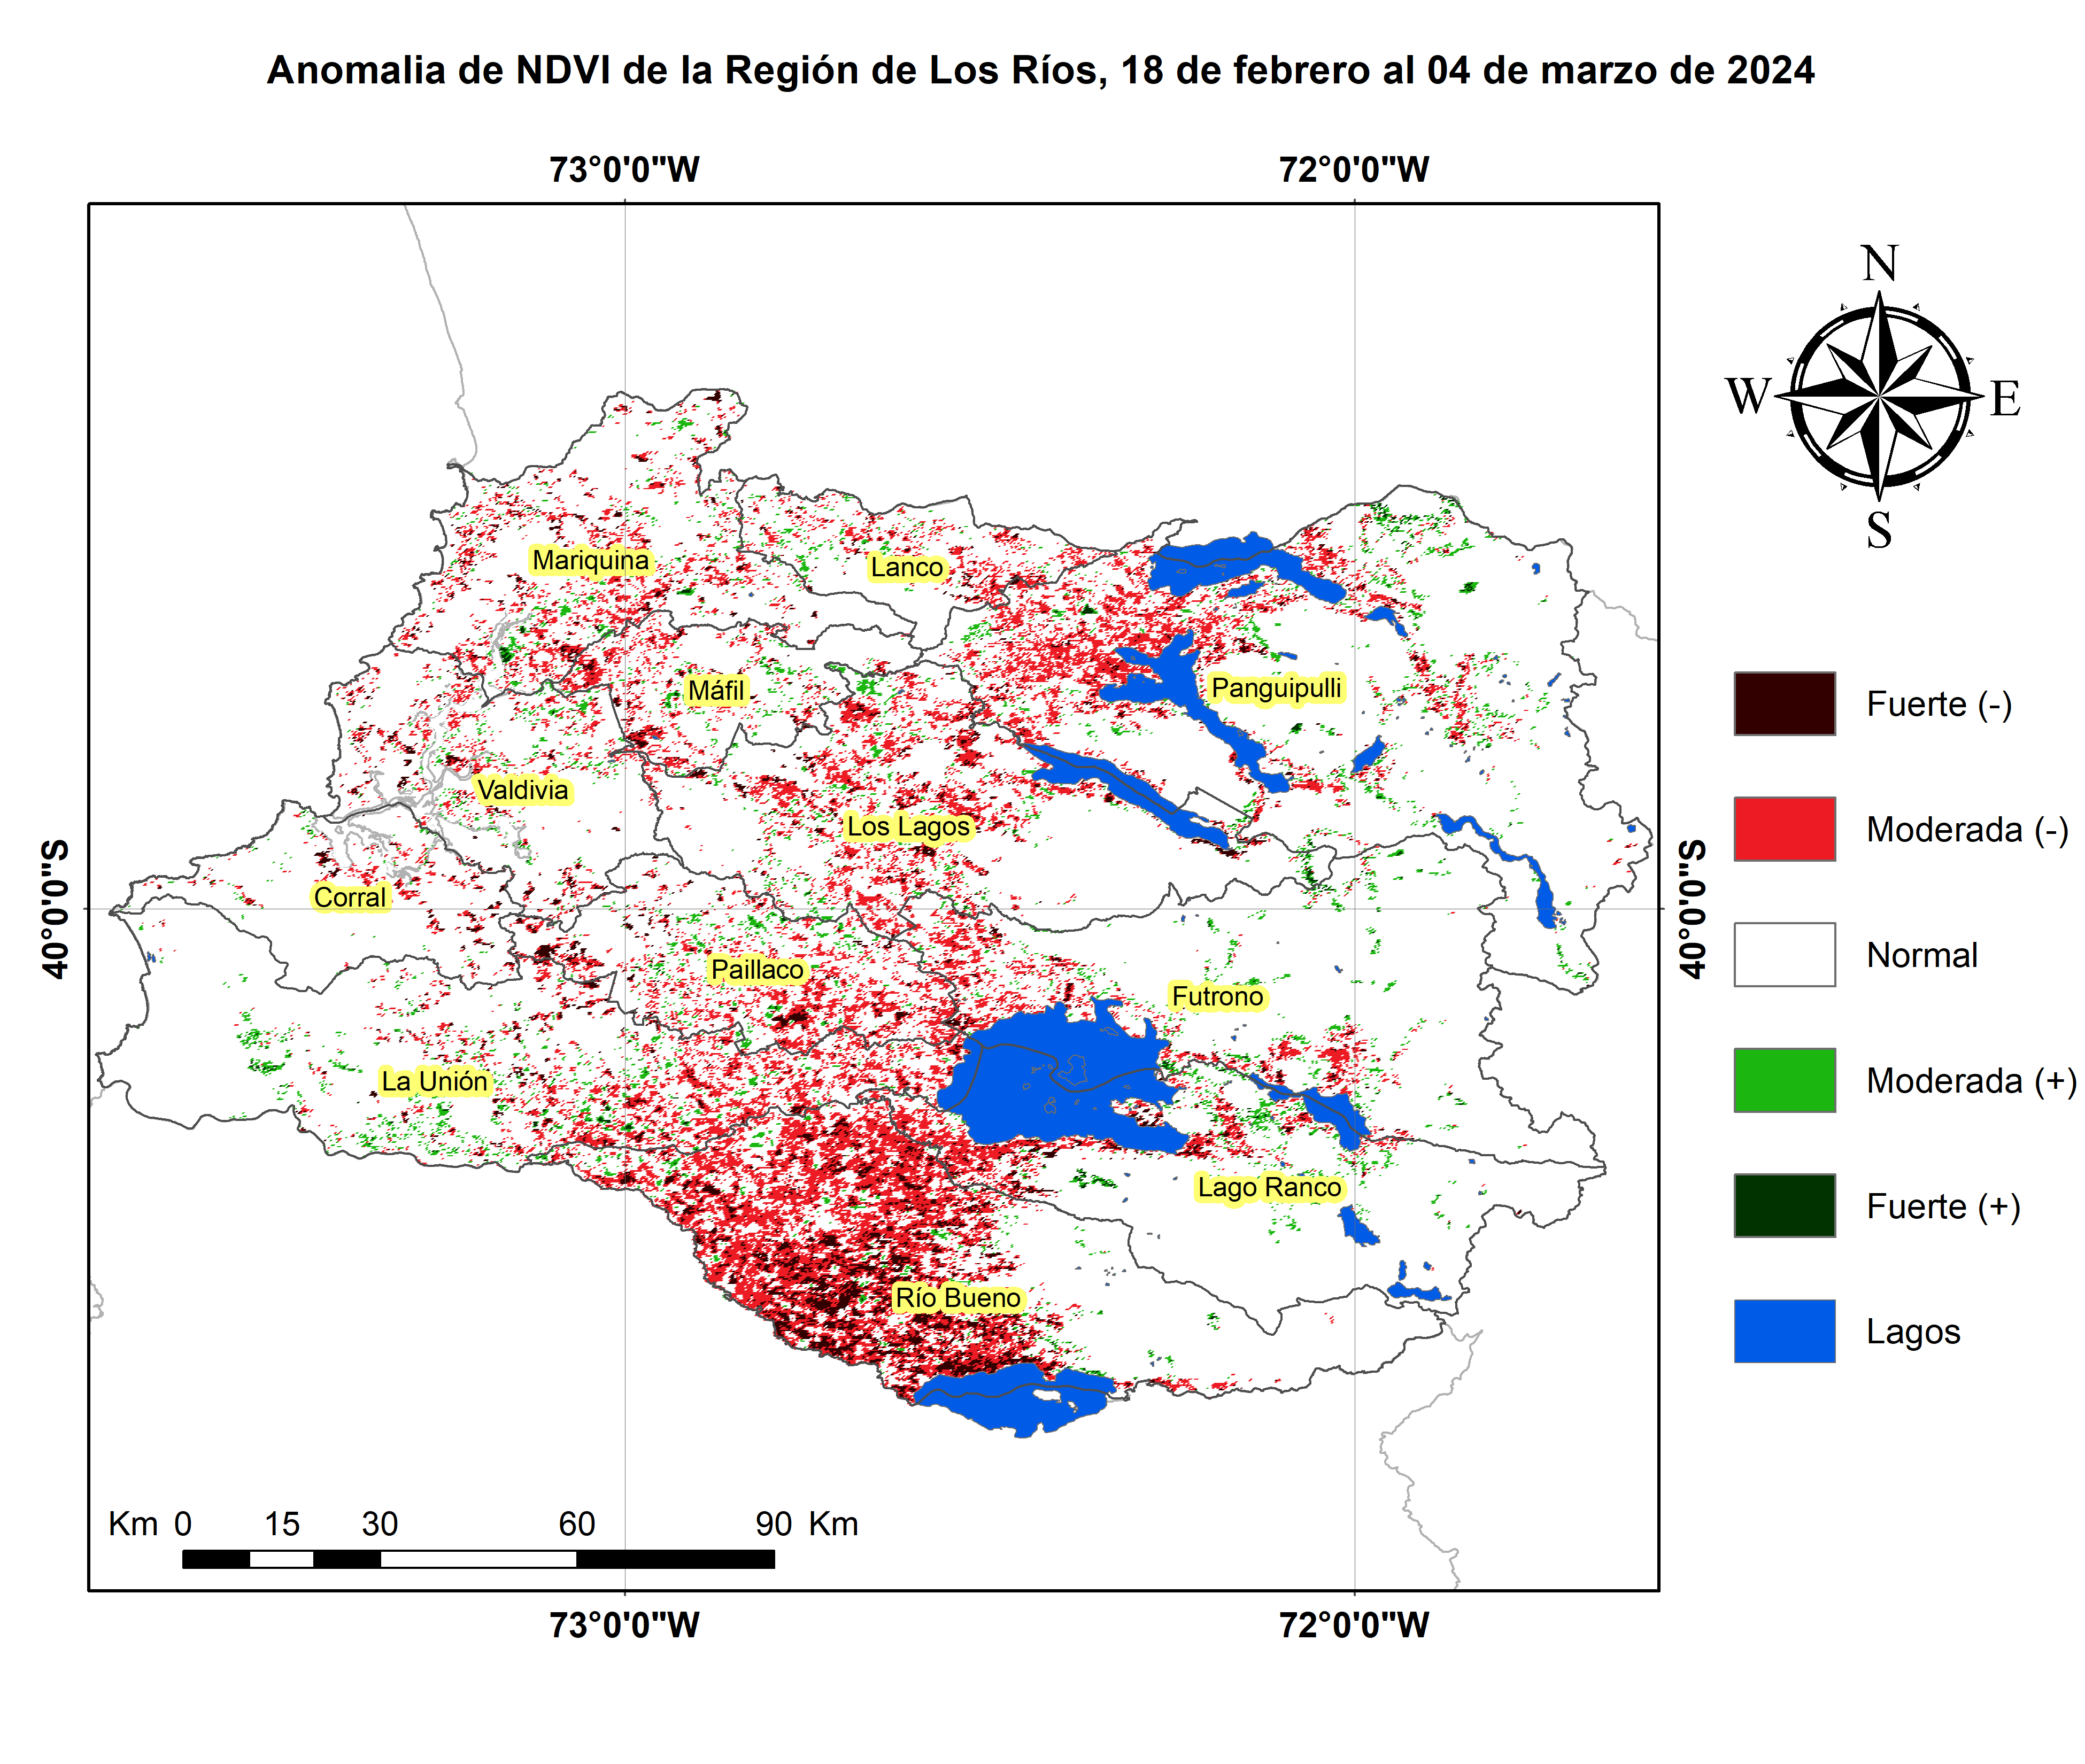 Anomalia de NDVI de la Región de Los Ríos, 18 de febrero al 04 de marzo de 2024
73°0'0"W
72°0'0"W
N
W
E
S
Mariquina
Lanco
Máfil
Panguipulli
Valdivia
Los Lagos
Corral
Paillaco
Futrono
La Unión
Lago Ranco
Río Bueno
40°0'0"S
40°0'0"S
Fuerte (-)
Moderada (-)
Normal
Moderada (+)
Fuerte (+)
Lagos
Km 0 15 30 60 90 Km
73°0'0"W
72°0'0"W